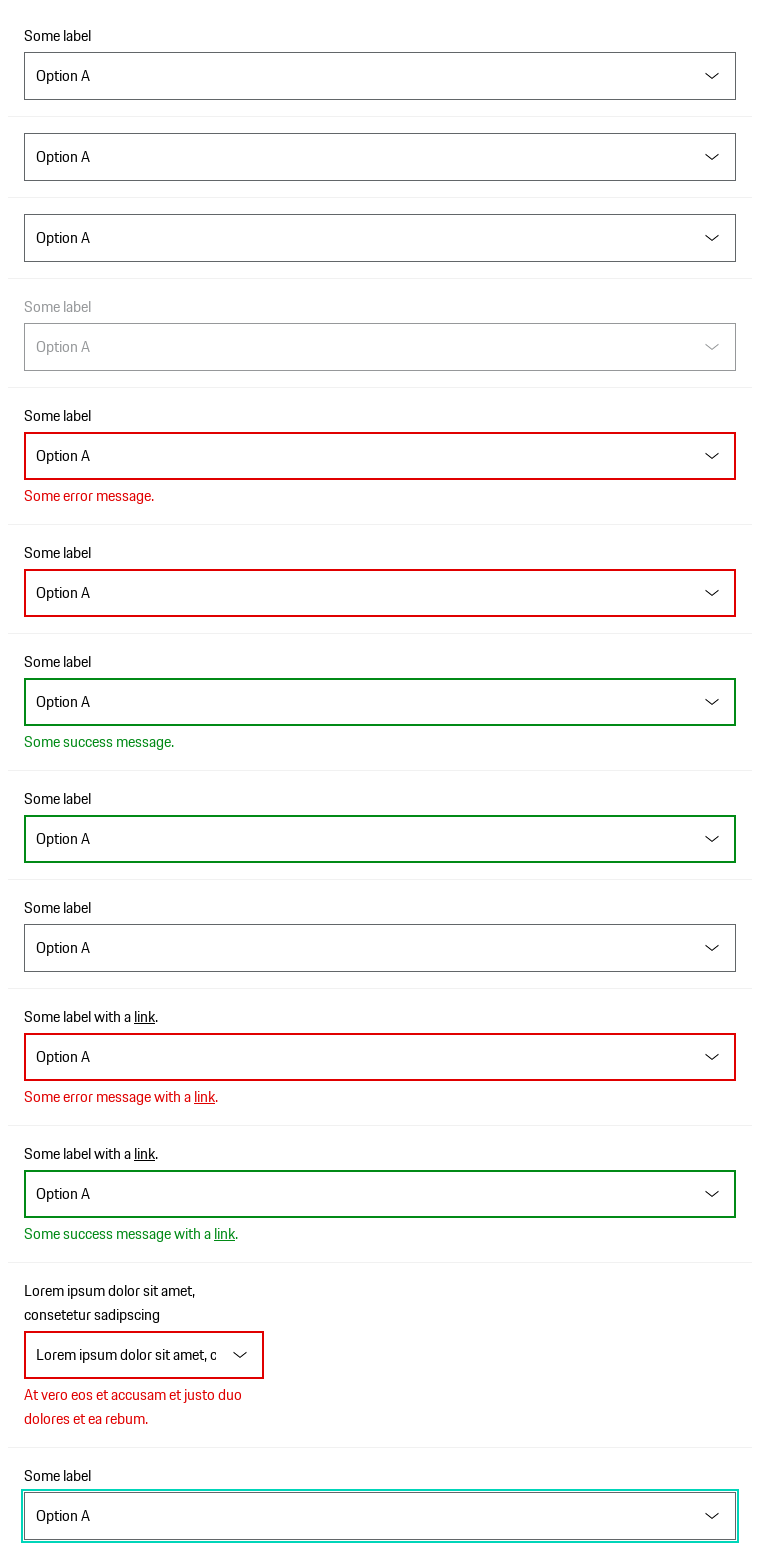 Some label
Option A
Option A
Option A
Some label
Option A
Some label
Option A
Some error message.
Some label
Option A
Some label
Option A
Some success message.
Some label
Option A
Some label
Option A
Some label with a link.
Option A
Some error message with a link.
Some label with a link.
Option A
Some success message with a link.
Lorem ipsum dolor sit amet,
consetetur sadipscing
Lorem ipsum dolor sit amet, c
At vero eos et accusam et justo duo
dolores et ea rebum.
Some label
Option A